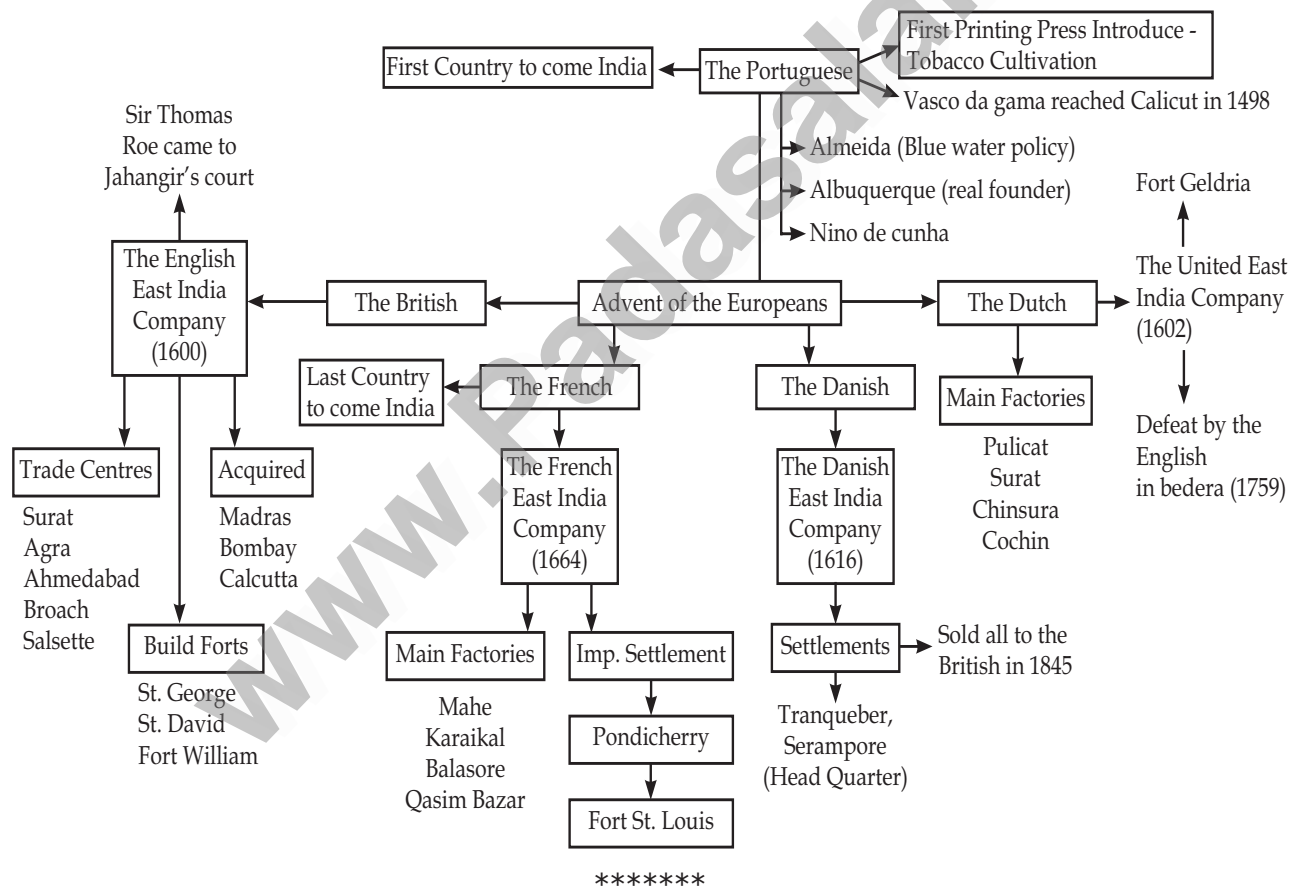 First Printing Press Introduce -
Tobacco Cultivation
First Country to come India
The Portuguese
Vasco da gama reached Calicut in 1498
Almeida (Blue water policy)
Albuquerque (real founder)
Nino de cunha
Sir Thomas
Roe came to
Jahangir's court
The English
East India
Company
(1600)
The British
Advent of the Europeans
The Dutch
Fort Geldria
The United East
India Company
(1602)
Defeat by the
English
in bedera (1759)
Main Factories
Pulicat
Surat
Chinsura
Cochin
Last Country
to come India
The French
The Danish
Trade Centres
Surat
Agra
Ahmedabad
Broach
Salsette
Acquired
Madras
Bombay
Calcutta
Build Forts
St. George
St. David
Fort William
The French
East India
Company
(1664)
Main Factories
Mahe
Karaikal
Balasore
Qasim Bazar
Imp. Settlement
Pondicherry
Fort St. Louis
The Danish
East India
Company
(1616)
Settlements
Sold all to the
British in 1845
Tranqueber,
Serampore
(Head Quarter)
*******
www.Padasalai